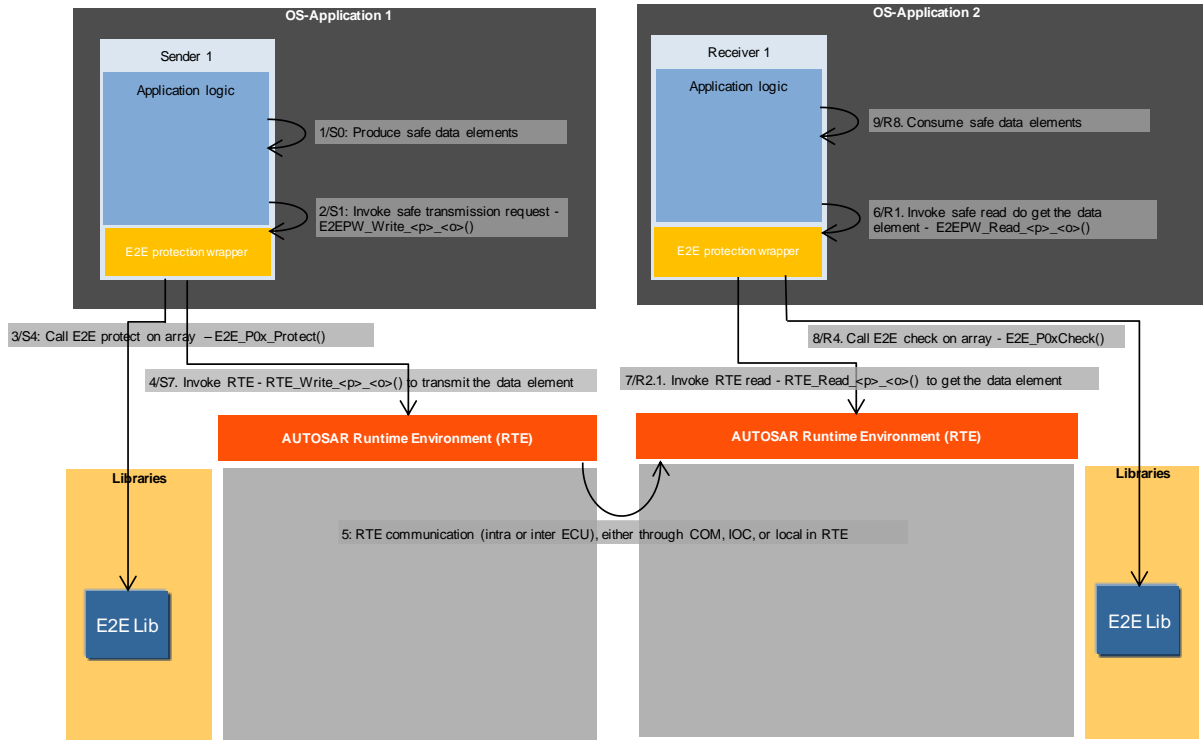 OS-Application 1
Sender 1
Application logic
1/S0: Produce safe data elements
2/S1: Invoke safe transmission request -
E2EPW_Write_<p>_<o>()
E2E protection wrapper
3/S4: Call E2E protect on array – E2E_P0x_Protect()
4/S7. Invoke RTE - RTE_Write_<p>_<o>() to transmit the data element
AUTOSAR Runtime Environment (RTE)
Libraries
E2E Lib
OS-Application 2
Receiver 1
Application logic
9/R8. Consume safe data elements
6/R1. Invoke safe read do get the data
element - E2EPW_Read_<p>_<o>()
E2E protection wrapper
8/R4. Call E2E check on array - E2E_P0xCheck()
7/R2.1. Invoke RTE read - RTE_Read_<p>_<o>() to get the data element
AUTOSAR Runtime Environment (RTE)
Libraries
5: RTE communication (intra or inter ECU), either through COM, IOC, or local in RTE
E2E Lib